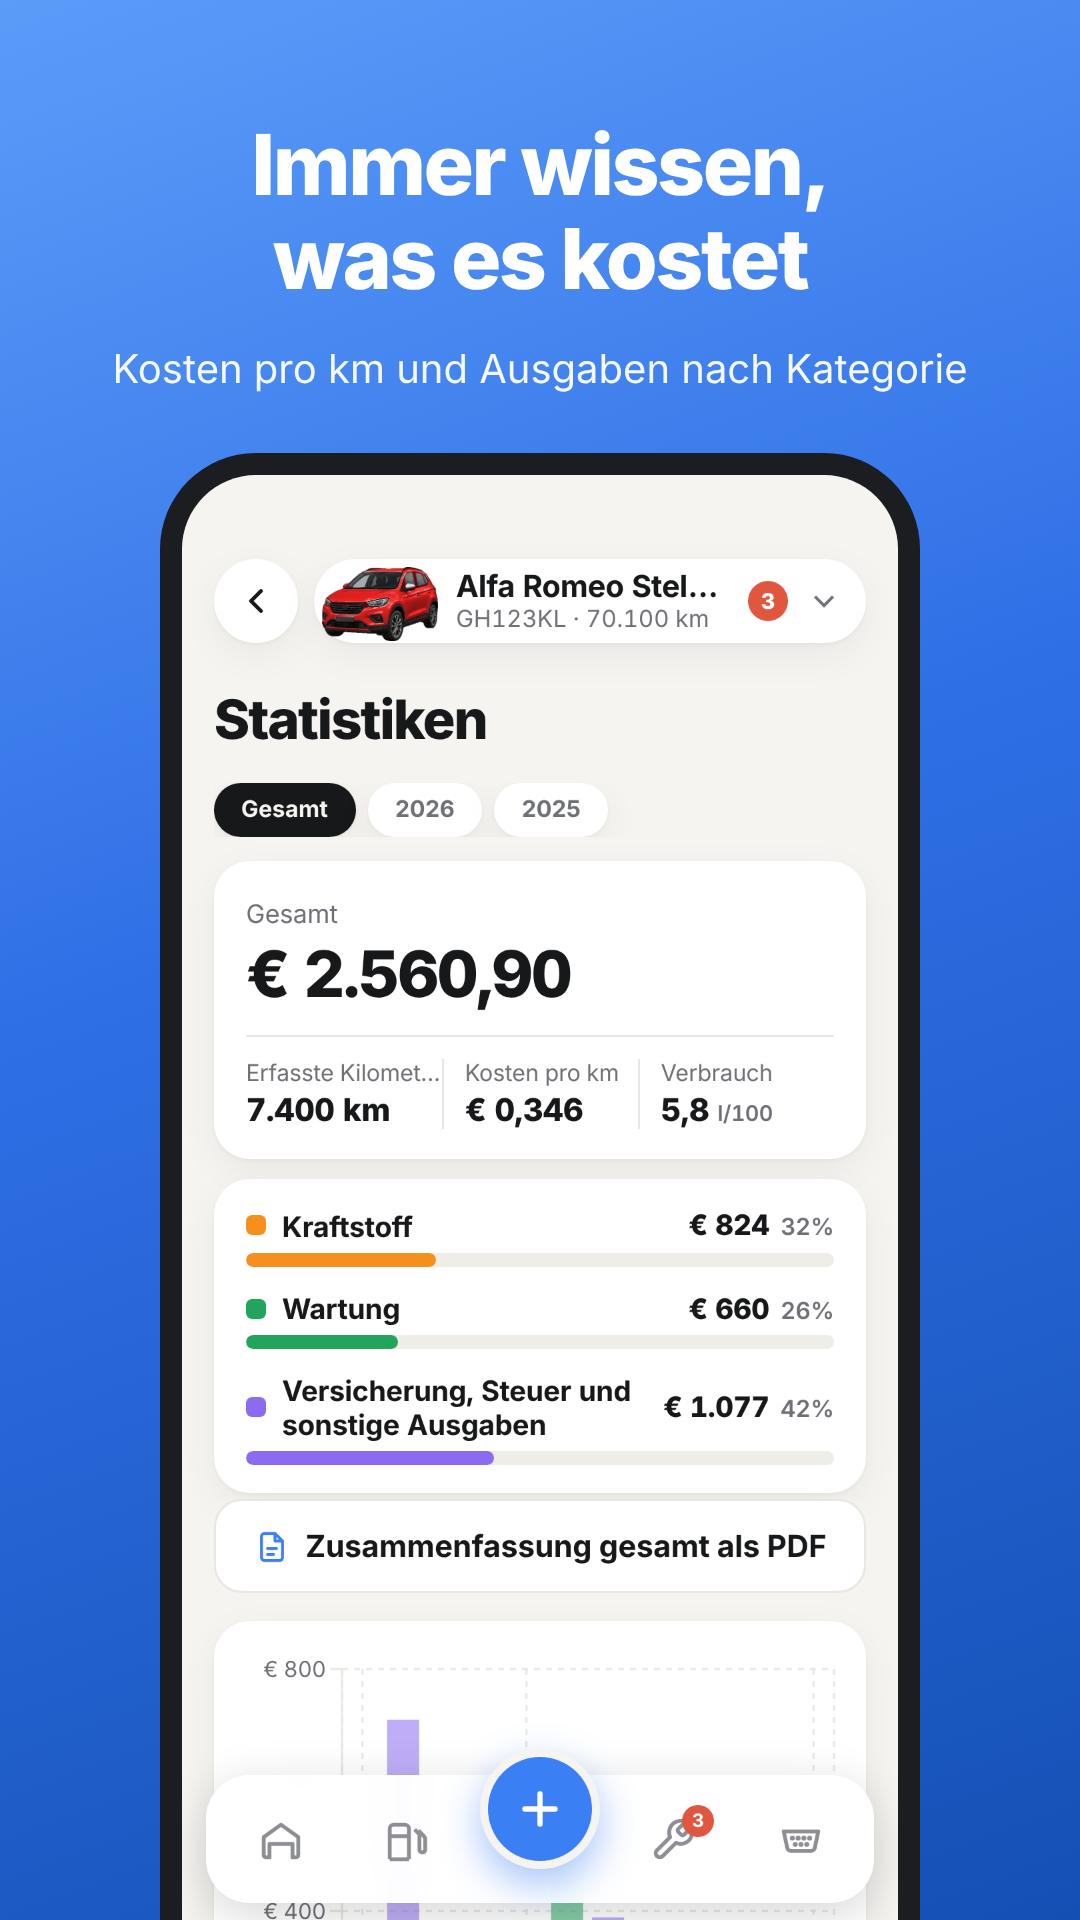 Immer wissen,
was es kostet
Kosten pro km und Ausgaben nach Kategorie
Alfa Romeo Stel...
GH123KL · 70.100 km
3
Statistiken
Gesamt
2026
2025
Gesamt
€ 2.560,90
Erfasste Kilomet...
Kosten pro km
Verbrauch
7.400 km
€ 0,346
5,8 l/100
Kraftstoff
€ 824 32%
Wartung
€ 660 26%
Versicherung, Steuer und
sonstige Ausgaben
€ 1.077 42%
Zusammenfassung gesamt als PDF
€ 800
3
€ 400